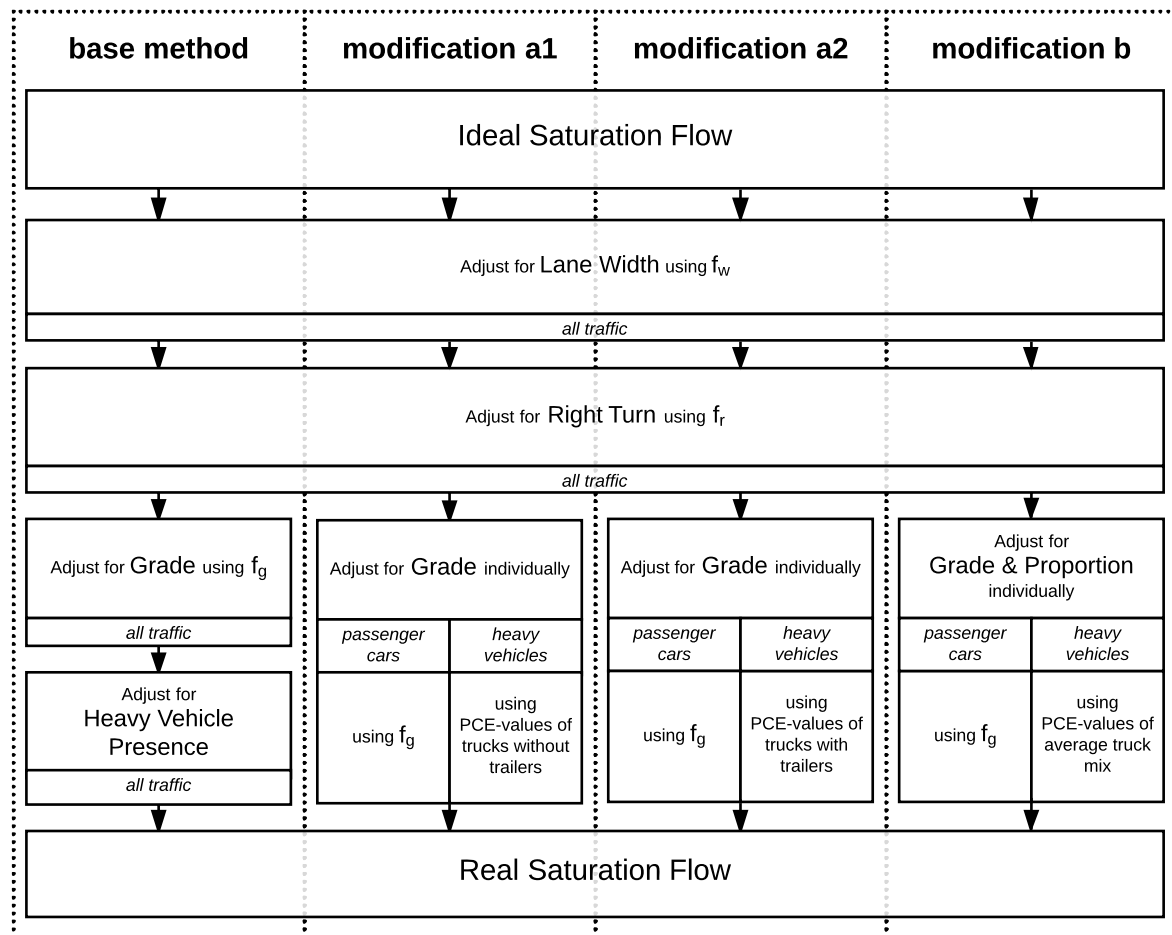 base method
modification a1
modification a2
modification b
Ideal Saturation Flow
Adjust for Lane Width using fw
all traffic
Adjust for Right Turn using fr
all traffic
Adjust for Grade using fg
all traffic
Adjust for
Heavy Vehicle
Presence
all traffic
Adjust for Grade individually
passenger
cars
heavy
vehicles
using fg
using
PCE-values of
trucks without
trailers
Adjust for Grade individually
passenger
cars
heavy
vehicles
using fg
using
PCE-values of
trucks with
trailers
Adjust for
Grade & Proportion
individually
passenger
cars
heavy
vehicles
using fg
using
PCE-values of
average truck
mix
Real Saturation Flow